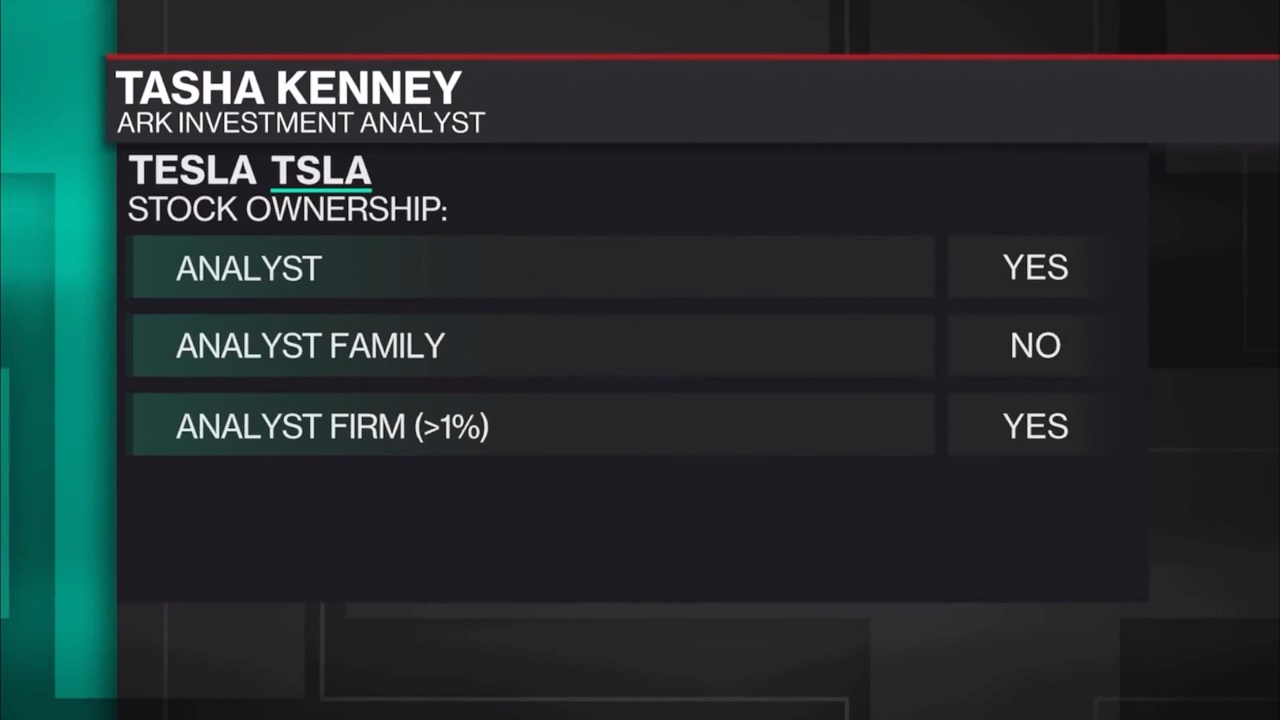 TASHA KENNEY
ARK INVESTMENT ANALYST
TESLA TSLA
STOCK OWNERSHIP:
ANALYST YES
ANALYST FAMILY NO
ANALYST FIRM (>1%) YES